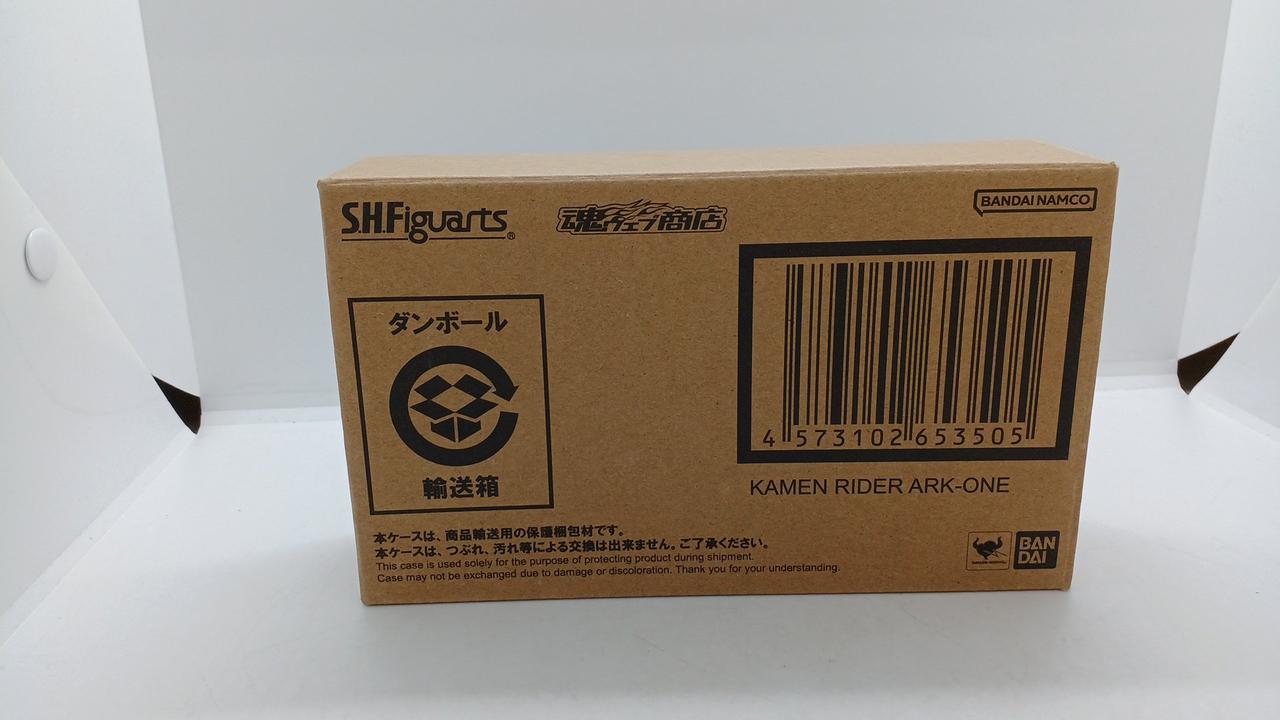 S.H.Figuarts®
魂ウェブ商店
BANDAI NAMCO
ダンボール
輸送箱
4 573102 653505
KAMEN RIDER ARK-ONE
本ケースは、商品輸送用の保護梱包材です。
本ケースは、つぶれ、汚れ等による交換は出来ません。ご了承ください。
This case is used solely for the purpose of protecting product during shipment.
Case may not be exchanged due to damage or discoloration. Thank you for your understanding.
BAN
DAI